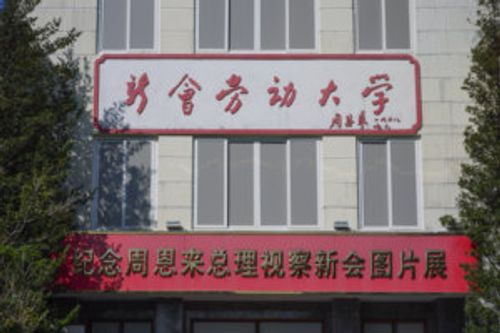 新會劳动大学
周恩来
纪念周恩来总理视察新会图片展